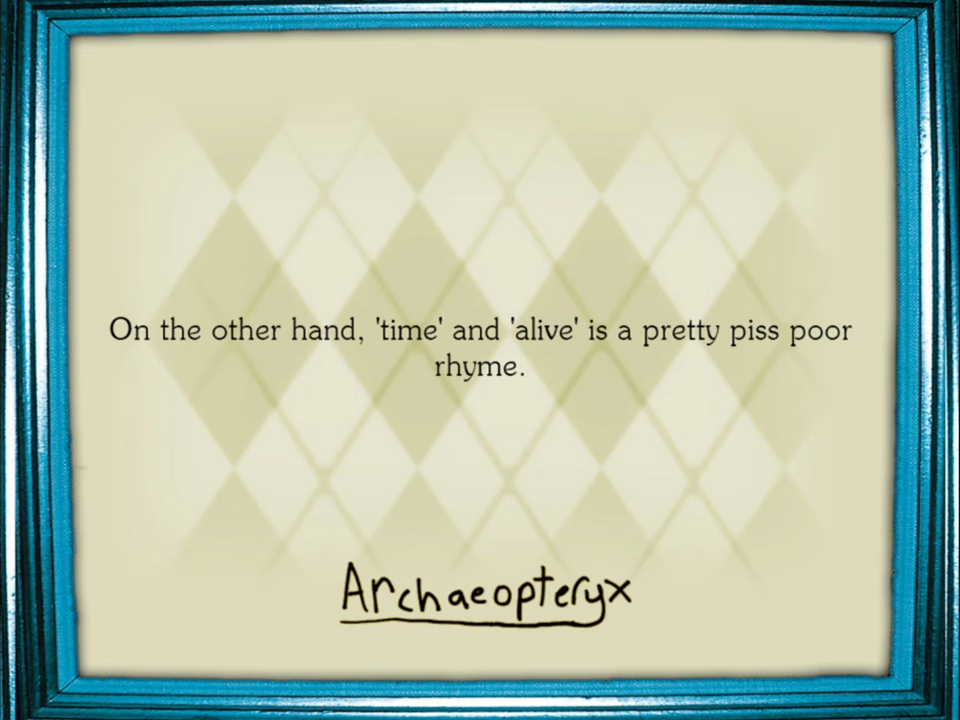 On the other hand, 'time' and 'alive' is a pretty piss poor
rhyme.
Archaeopteryx